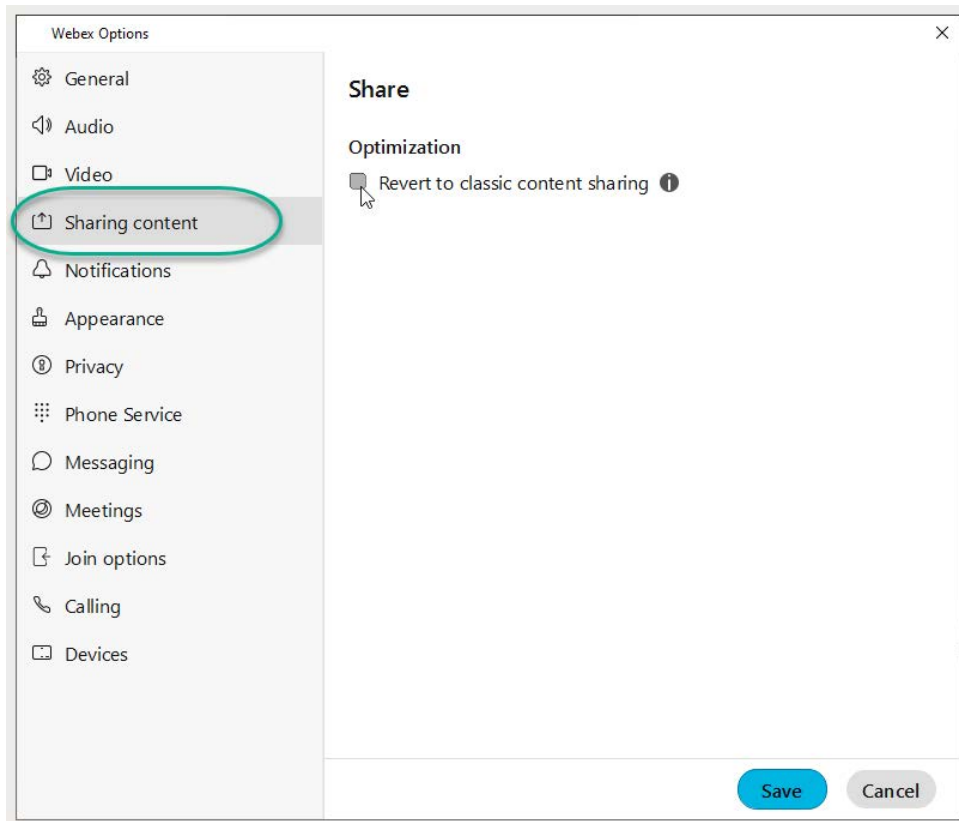 Webex Options
General
Audio
Video
Sharing content
Notifications
Appearance
Privacy
Phone Service
Messaging
Meetings
Join options
Calling
Devices
Share
Optimization
Revert to classic content sharing
Save
Cancel